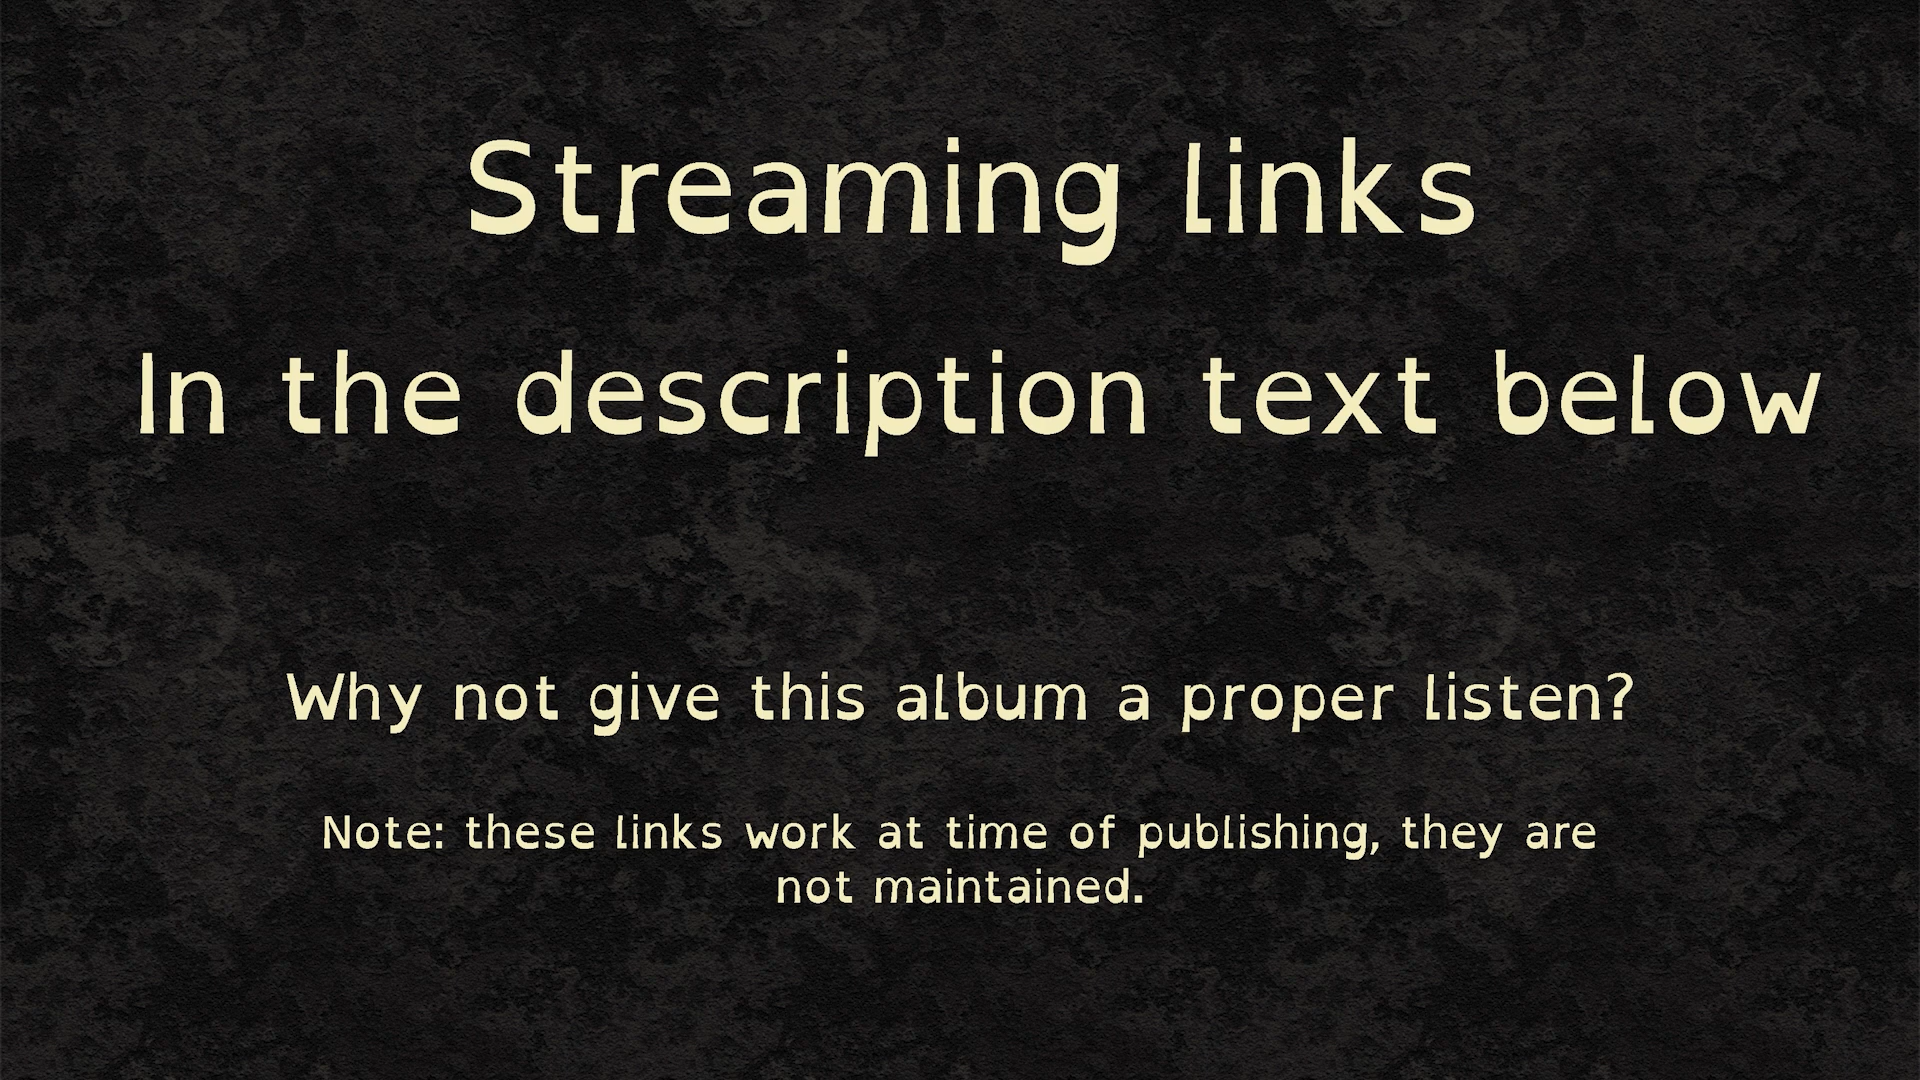 Streaming links
In the description text below
Why not give this album a proper listen?
Note: these links work at time of publishing, they are
not maintained.